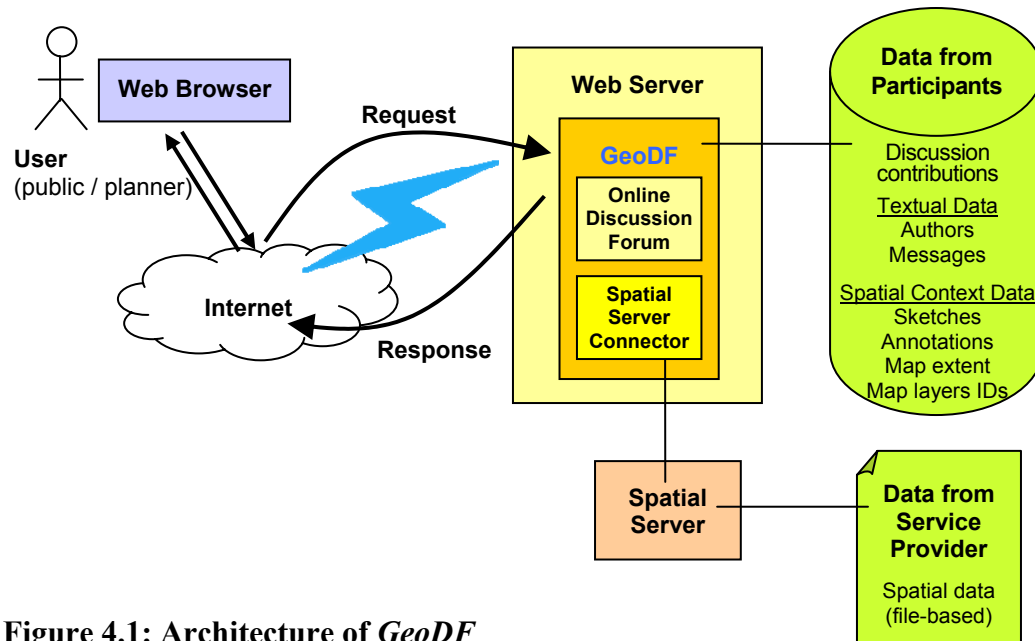 Web Browser
User
(public / planner)
Internet
Request
Response
Web Server
GeoDF
Online
Discussion
Forum
Spatial
Server
Connector
Spatial
Server
Data from
Participants
Discussion
contributions
Textual Data
Authors
Messages
Spatial Context Data
Sketches
Annotations
Map extent
Map layers IDs
Data from
Service
Provider
Spatial data
(file-based)
Figure 4.1: Architecture of GeoDF